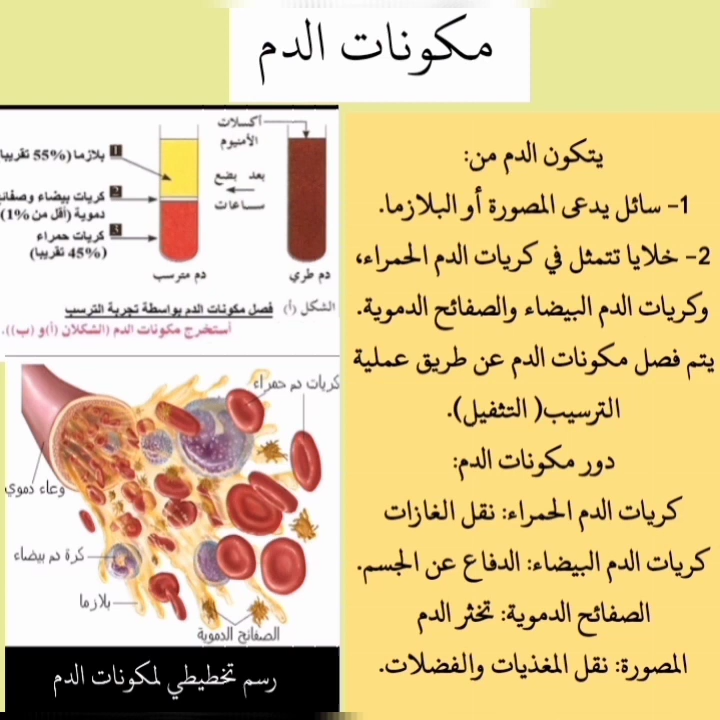 مكونات الدم
يتكون الدم من:
1- سائل يدعى المصورة أو البلازما.
2- خلايا تتمثل في كريات الدم الحمراء،
وكريات الدم البيضاء والصفائح الدموية.
يتم فصل مكونات الدم عن طريق عملية
الترسيب( التثفيل).
دور مكونات الدم:
كريات الدم الحمراء: نقل الغازات
كريات الدم البيضاء: الدفاع عن الجسم.
الصفائح الدموية: تخثر الدم
المصورة: نقل المغذيات والفضلات.
أكسلات
الأمنيوم
بعد بضع
ساعات
1 بلازما (55% تقريبا
2 كريات بيضاء وصفائ
دموية (أقل من 1%)
3 كريات حمراء
(45% تقريبا)
دم مترسب
دم طري
الشكل (أ) فصل مكونات الدم بواسطة تجربة الترسب
أستخرج مكونات الدم (الشكلان (أ)و (ب)).
كريات دم حمراء
وعاء دموي
كرة دم بيضاء
بلازما
الصفائح الدموية
رسم تخطيطي لمكونات الدم